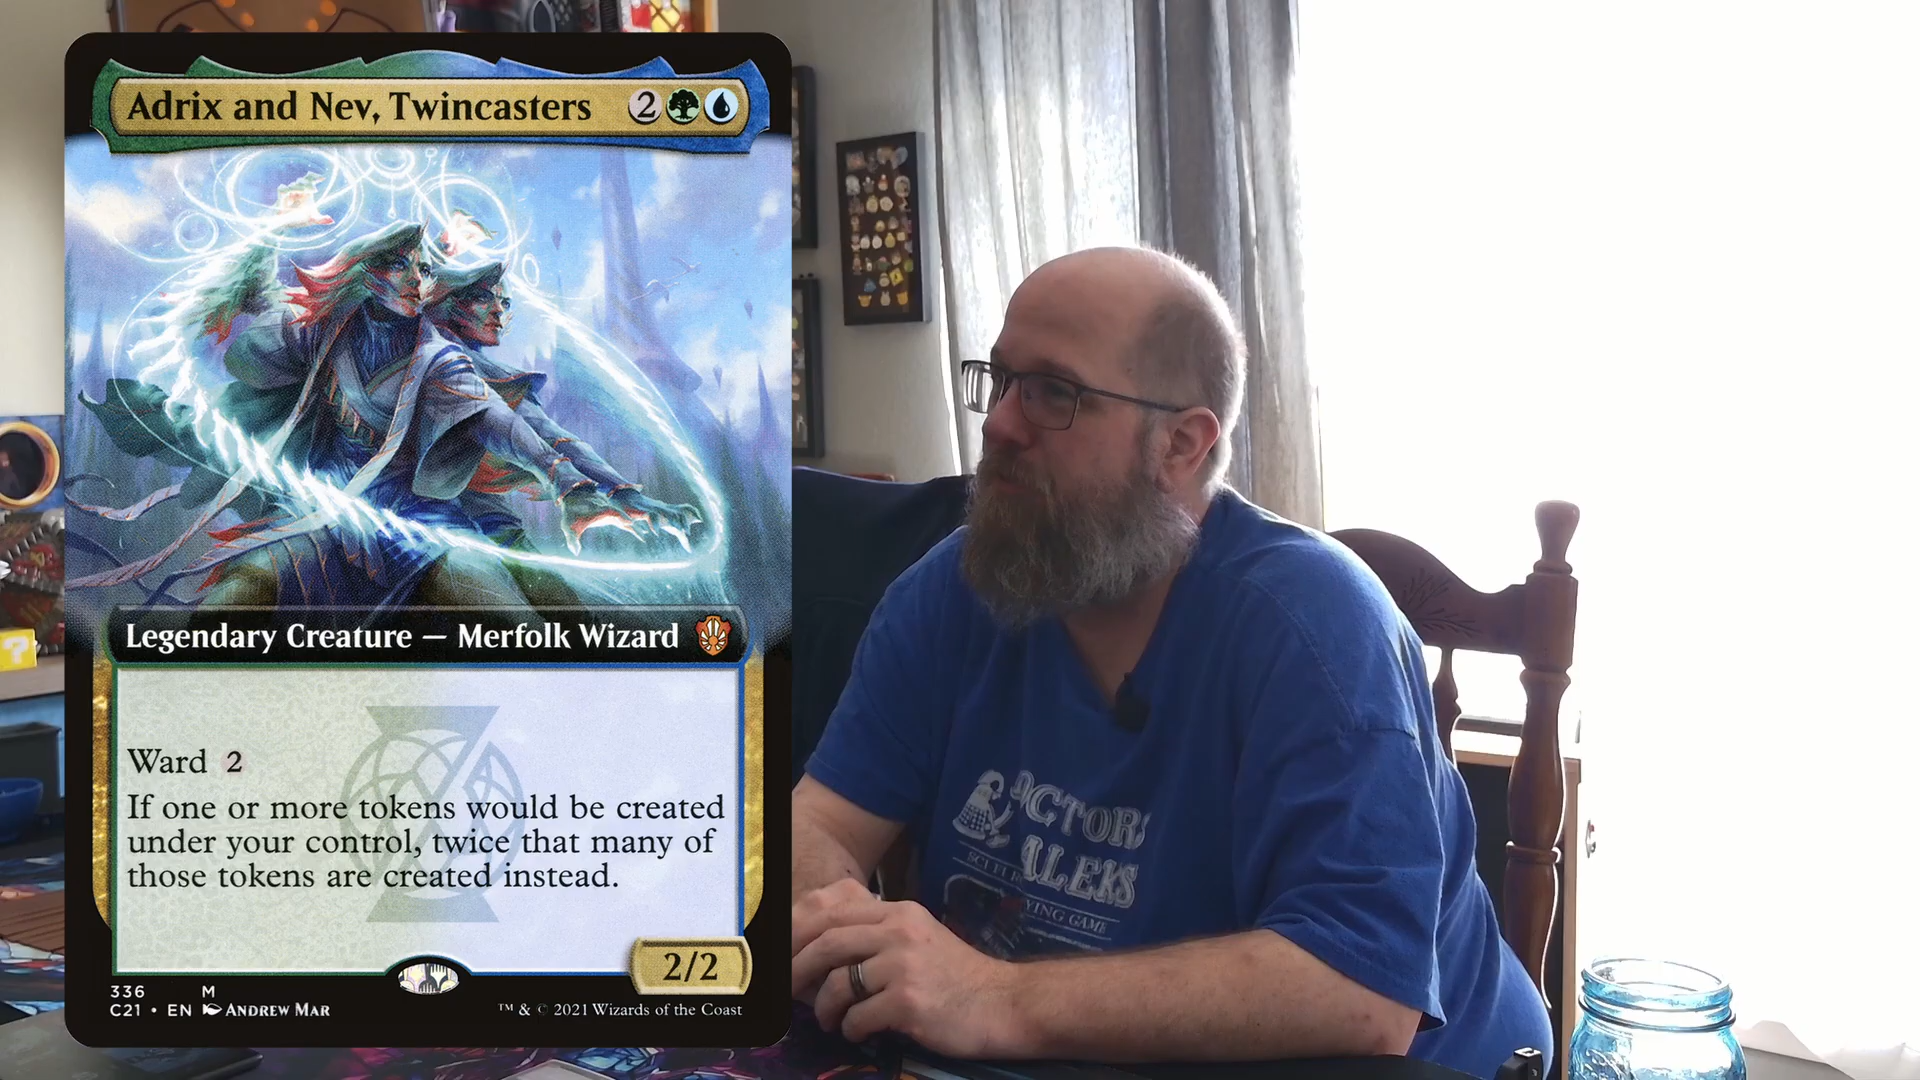 Adrix and Nev, Twincasters 2
Legendary Creature — Merfolk Wizard
Ward 2
If one or more tokens would be created
under your control, twice that many of
those tokens are created instead.
2/2
336 M
C21 • EN ANDREW MAR
™ & © 2021 Wizards of the Coast
?
DOCTORS
DALEKS
YING GAME